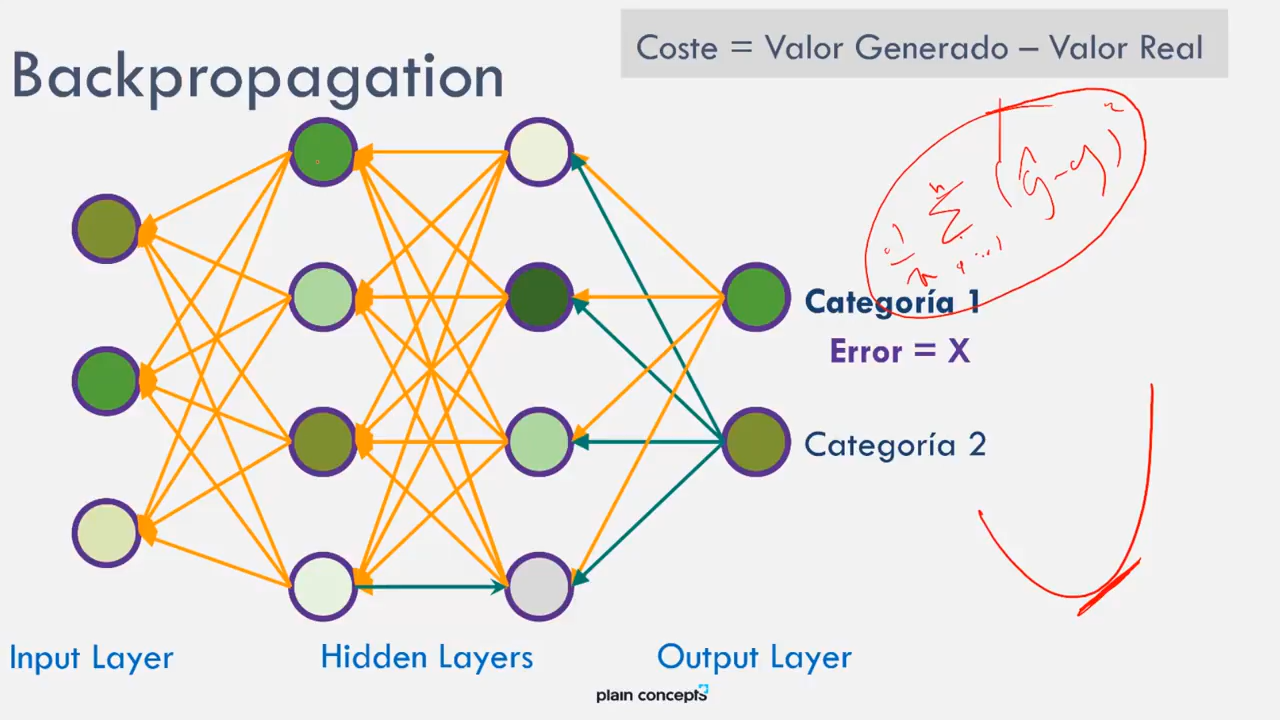 Coste = Valor Generado – Valor Real
Backpropagation
Categoría 1
Error = X
Categoría 2
Input Layer
Hidden Layers
Output Layer
plain concepts